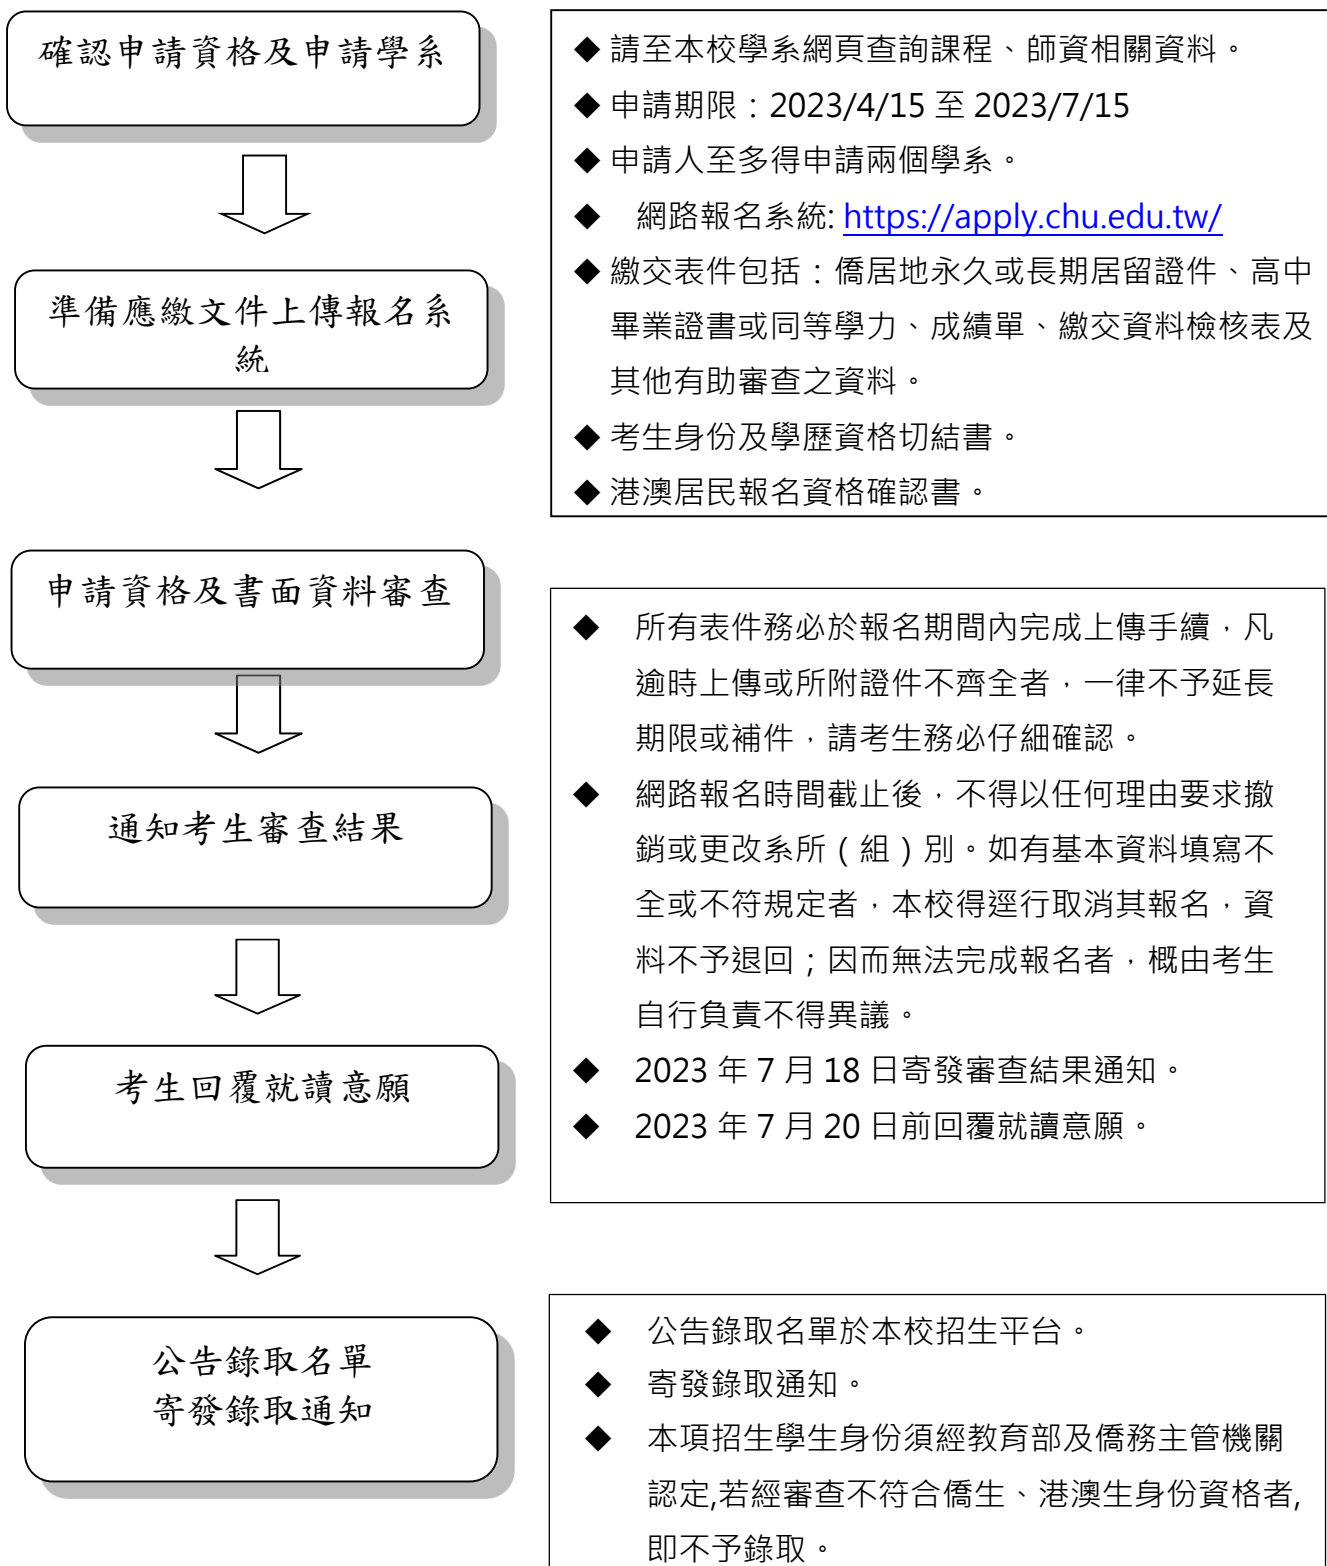 確認申請資格及申請學系
準備應繳文件上傳報名系
統
申請資格及書面資料審查
通知考生審查結果
考生回覆就讀意願
公告錄取名單
寄發錄取通知
◆ 請至本校學系網頁查詢課程、師資相關資料。
◆ 申請期限：2023/4/15 至 2023/7/15
◆ 申請人至多得申請兩個學系。
◆ 網路報名系統: https://apply.chu.edu.tw/
◆ 繳交表件包括：僑居地永久或長期居留證件、高中
畢業證書或同等學力、成績單、繳交資料檢核表及
其他有助審查之資料。
◆ 考生身份及學歷資格切結書。
◆ 港澳居民報名資格確認書。
◆ 所有表件務必於報名期間內完成上傳手續，凡
逾時上傳或所附證件不齊全者，一律不予延長
期限或補件，請考生務必仔細確認。
◆ 網路報名時間截止後，不得以任何理由要求撤
銷或更改系所（組）別。如有基本資料填寫不
全或不符規定者，本校得逕行取消其報名，資
料不予退回；因而無法完成報名者，概由考生
自行負責不得異議。
◆ 2023 年 7 月 18 日寄發審查結果通知。
◆ 2023 年 7 月 20 日前回覆就讀意願。
◆ 公告錄取名單於本校招生平台。
◆ 寄發錄取通知。
◆ 本項招生學生身份須經教育部及僑務主管機關
認定,若經審查不符合僑生、港澳生身份資格者,
即不予錄取。